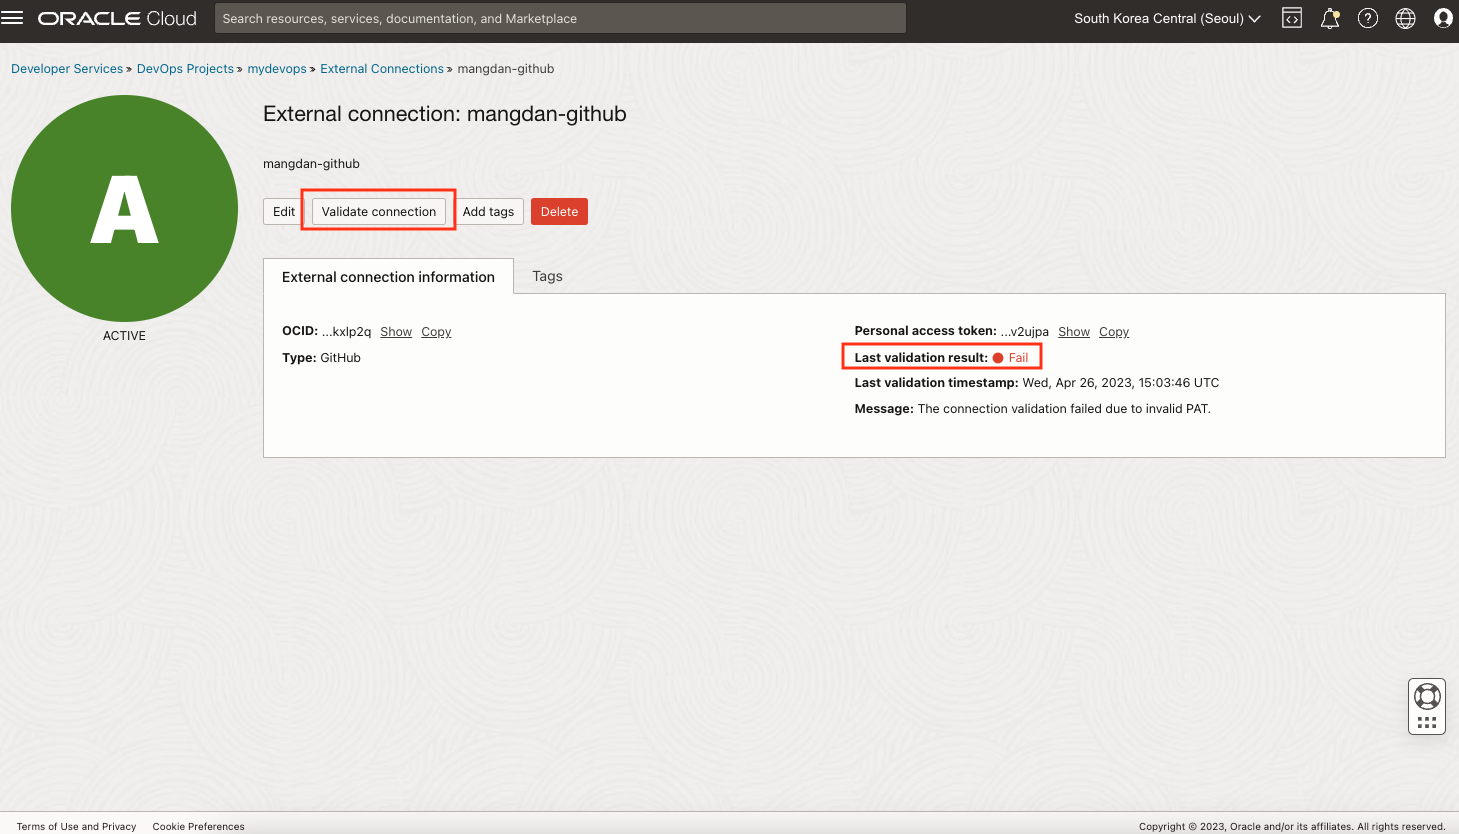 ORACLE Cloud
Search resources, services, documentation, and Marketplace
South Korea Central (Seoul)
Developer Services » DevOps Projects » mydevops » External Connections » mangdan-github
A
ACTIVE
External connection: mangdan-github
mangdan-github
Edit Validate connection Add tags Delete
External connection information Tags
OCID: ...kxlp2q Show Copy
Type: GitHub
Personal access token: ...v2ujpa Show Copy
Last validation result: Fail
Last validation timestamp: Wed, Apr 26, 2023, 15:03:46 UTC
Message: The connection validation failed due to invalid PAT.
Terms of Use and Privacy Cookie Preferences
Copyright © 2023, Oracle and/or its affiliates. All rights reserved.